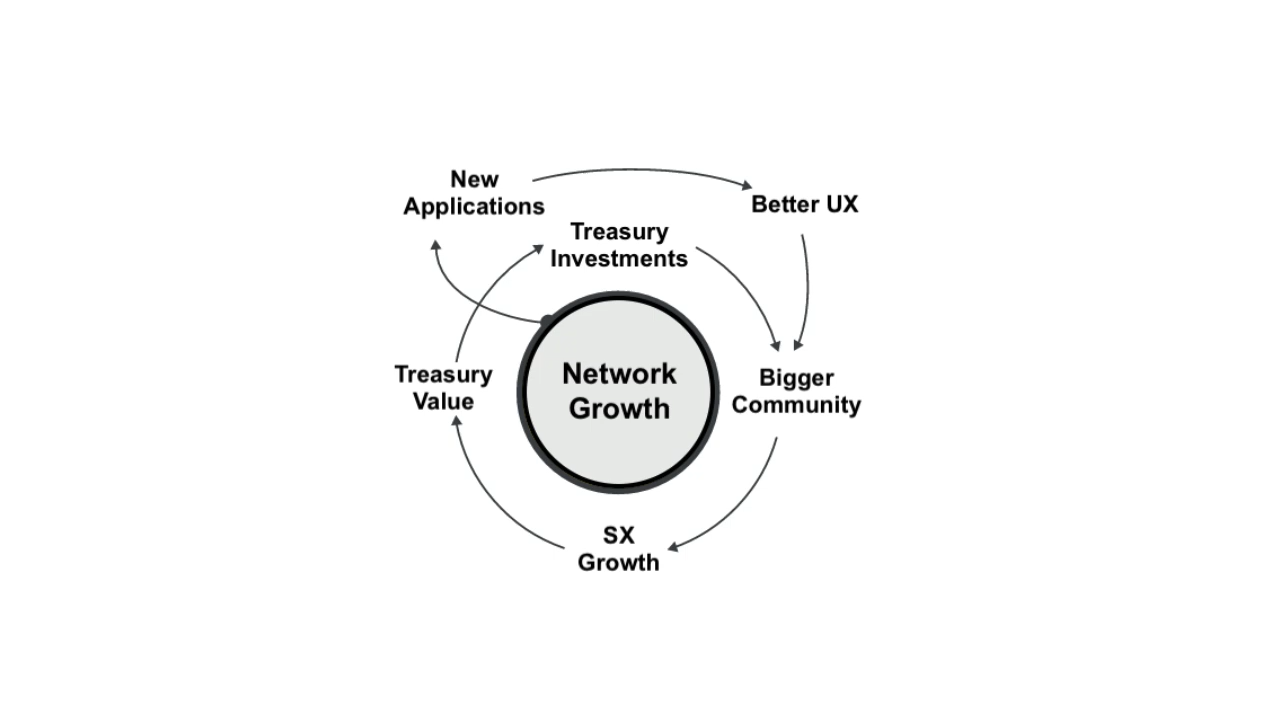 New
Applications
Better UX
Treasury
Investments
Network
Growth
Treasury
Value
Bigger
Community
SX
Growth